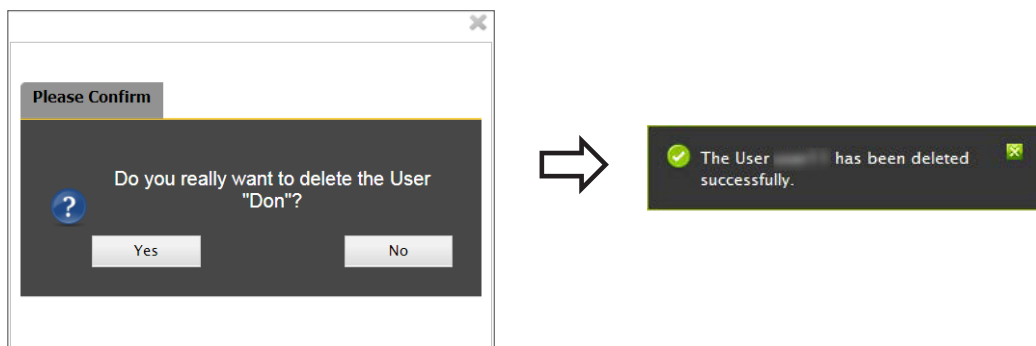 Please Confirm
Do you really want to delete the User
"Don"?
Yes
No
The User has been deleted
successfully.